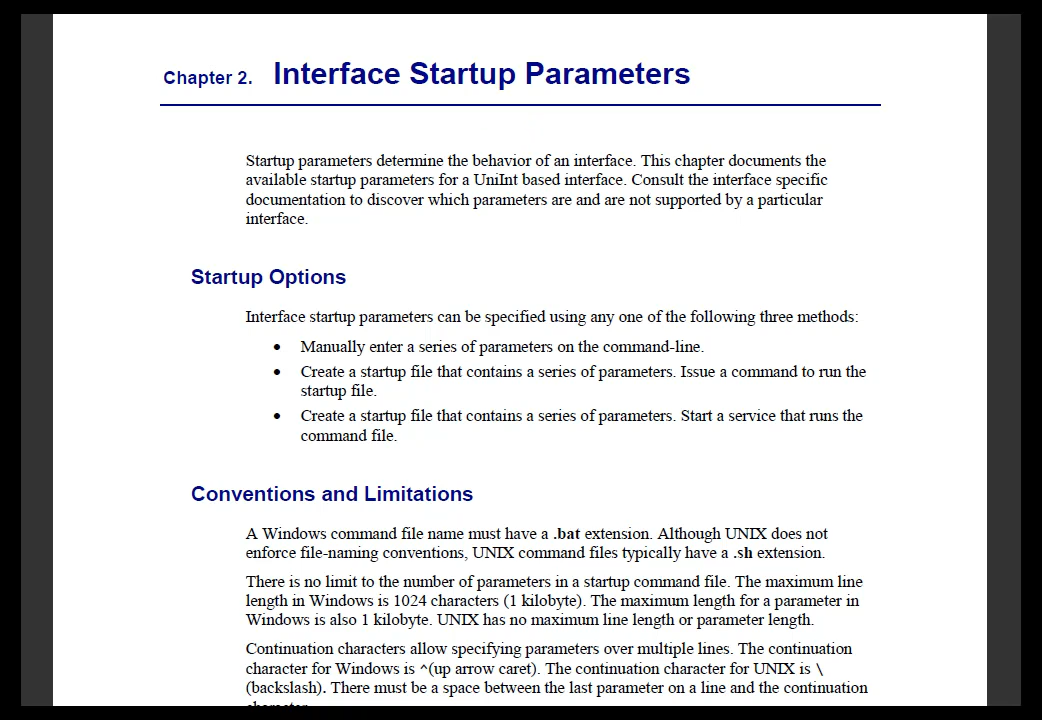 Chapter 2. Interface Startup Parameters
Startup parameters determine the behavior of an interface. This chapter documents the
available startup parameters for a UniInt based interface. Consult the interface specific
documentation to discover which parameters are and are not supported by a particular
interface.
Startup Options
Interface startup parameters can be specified using any one of the following three methods:
• Manually enter a series of parameters on the command-line.
• Create a startup file that contains a series of parameters. Issue a command to run the
startup file.
• Create a startup file that contains a series of parameters. Start a service that runs the
command file.
Conventions and Limitations
A Windows command file name must have a .bat extension. Although UNIX does not
enforce file-naming conventions, UNIX command files typically have a .sh extension.
There is no limit to the number of parameters in a startup command file. The maximum line
length in Windows is 1024 characters (1 kilobyte). The maximum length for a parameter in
Windows is also 1 kilobyte. UNIX has no maximum line length or parameter length.
Continuation characters allow specifying parameters over multiple lines. The continuation
character for Windows is ^(up arrow caret). The continuation character for UNIX is \
(backslash). There must be a space between the last parameter on a line and the continuation